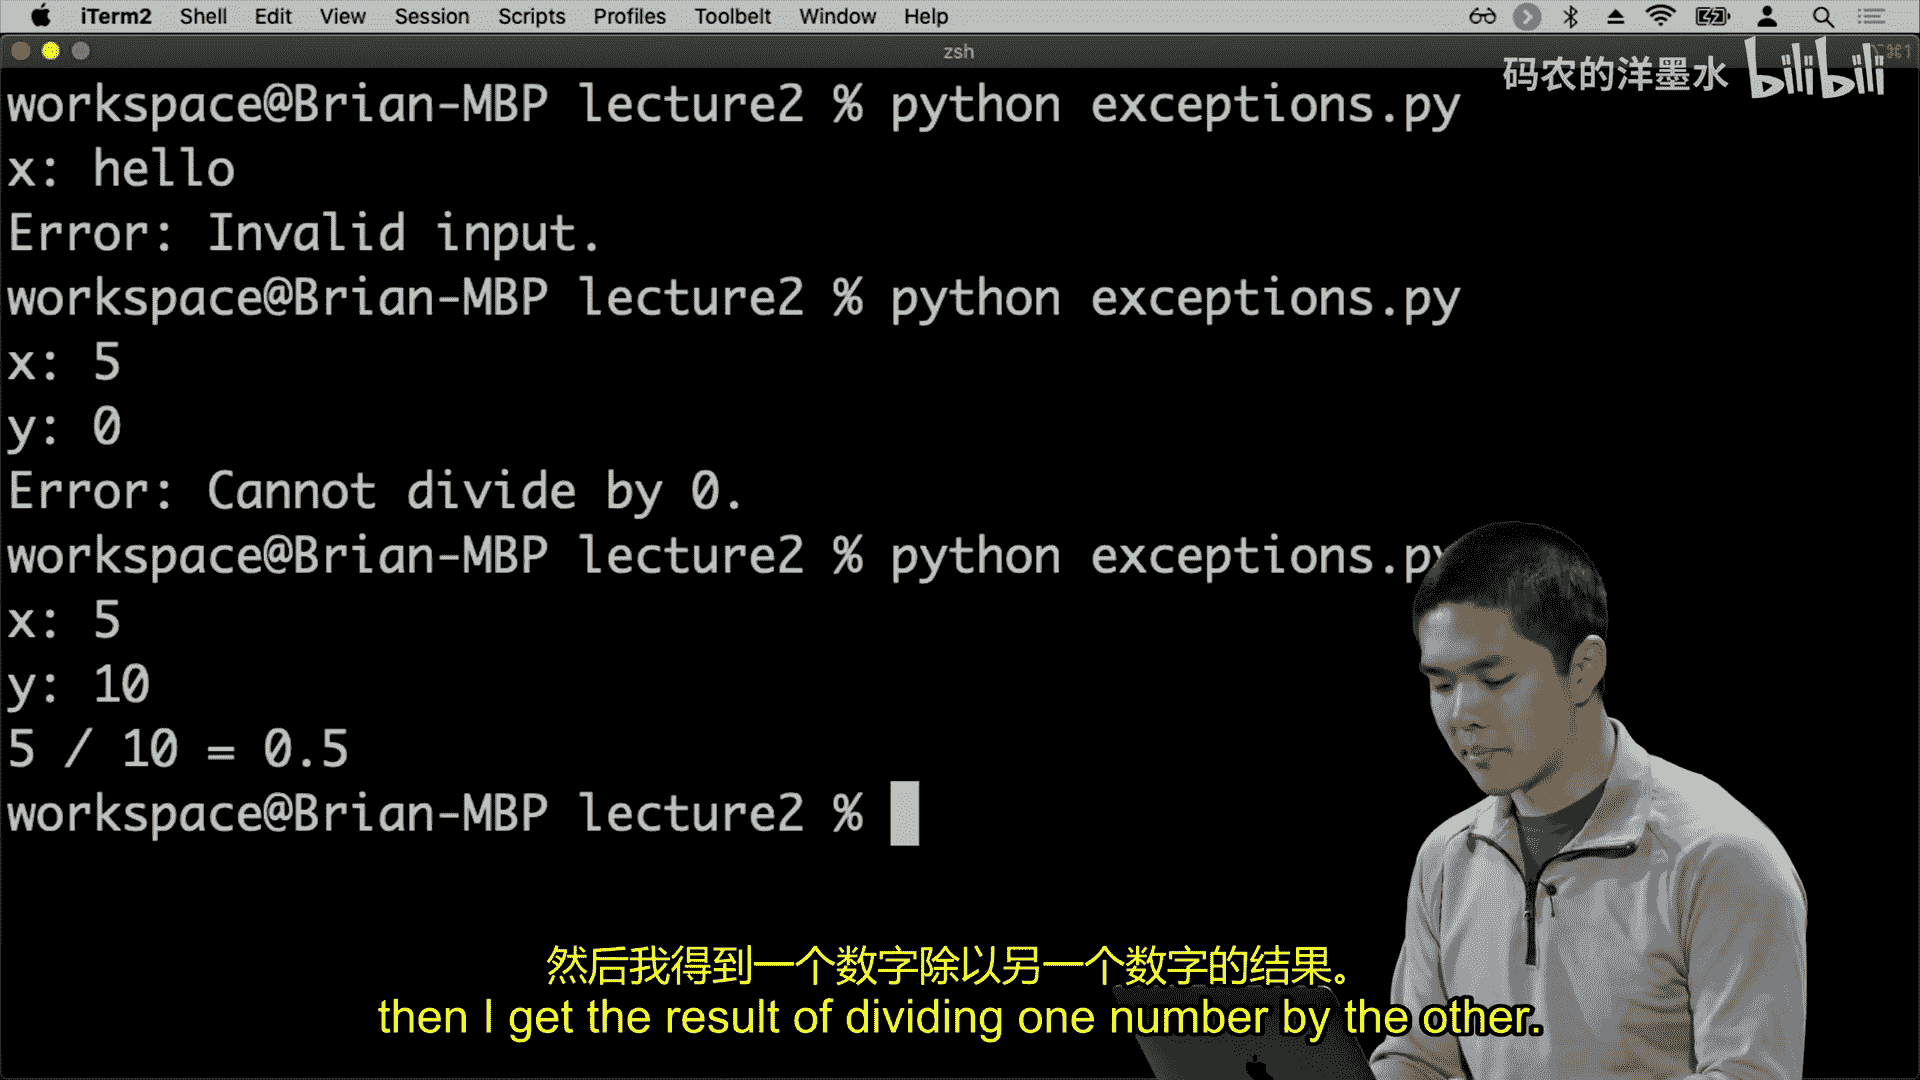 iTerm2 Shell Edit View Session Scripts Profiles Toolbelt Window Help
zsh
⌘1
码农的洋墨水 bilibili
workspace@Brian-MBP lecture2 % python exceptions.py
x: hello
Error: Invalid input.
workspace@Brian-MBP lecture2 % python exceptions.py
x: 5
y: 0
Error: Cannot divide by 0.
workspace@Brian-MBP lecture2 % python exceptions.py
x: 5
y: 10
5 / 10 = 0.5
workspace@Brian-MBP lecture2 %
然后我得到一个数字除以另一个数字的结果。
then I get the result of dividing one number by the other.